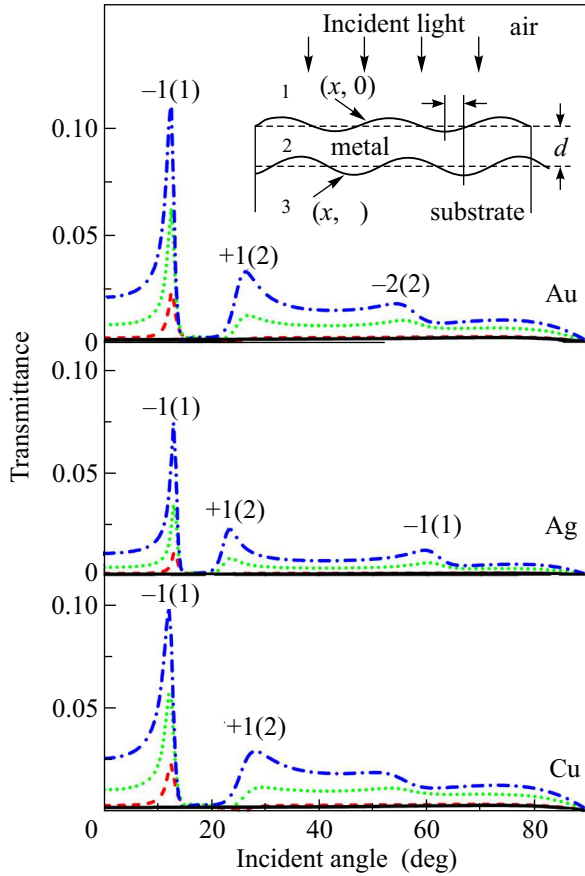 Incident light
air
1
(x, 0)
2
metal
d
3
(x, )
substrate
−1(1)
+1(2)
−2(2)
Au
0.10
0.05
0
−1(1)
+1(2)
−1(1)
Ag
0.10
0.05
0
−1(1)
+1(2)
Cu
0.10
0.05
0 20 40 60 80
Incident angle (deg)
Transmittance